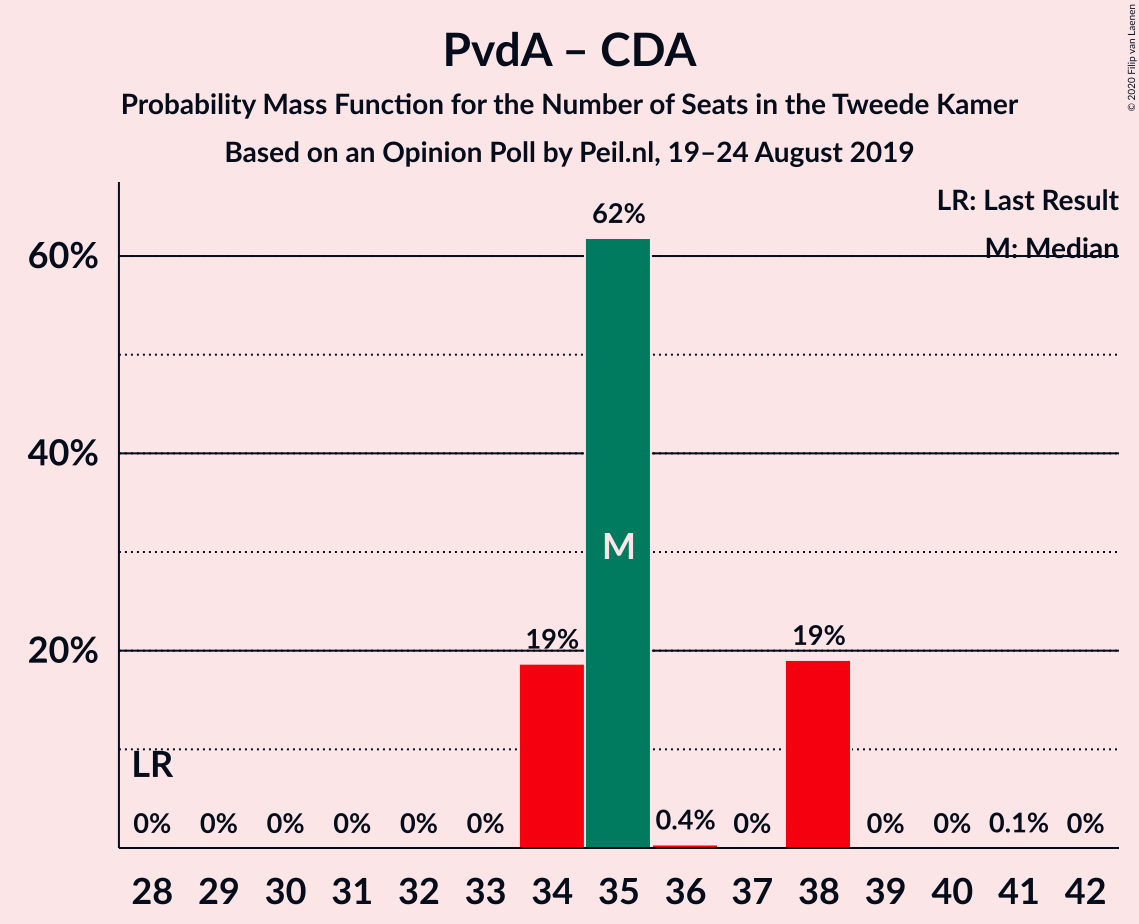 PvdA – CDA
Probability Mass Function for the Number of Seats in the Tweede Kamer
Based on an Opinion Poll by Peil.nl, 19–24 August 2019
© 2020 Filip van Laenen
LR: Last Result
M: Median
60%
40%
20%
62%
M
19%
19%
LR
0% 0% 0% 0% 0% 0% 0.4% 0% 0% 0% 0.1% 0%
28 29 30 31 32 33 34 35 36 37 38 39 40 41 42